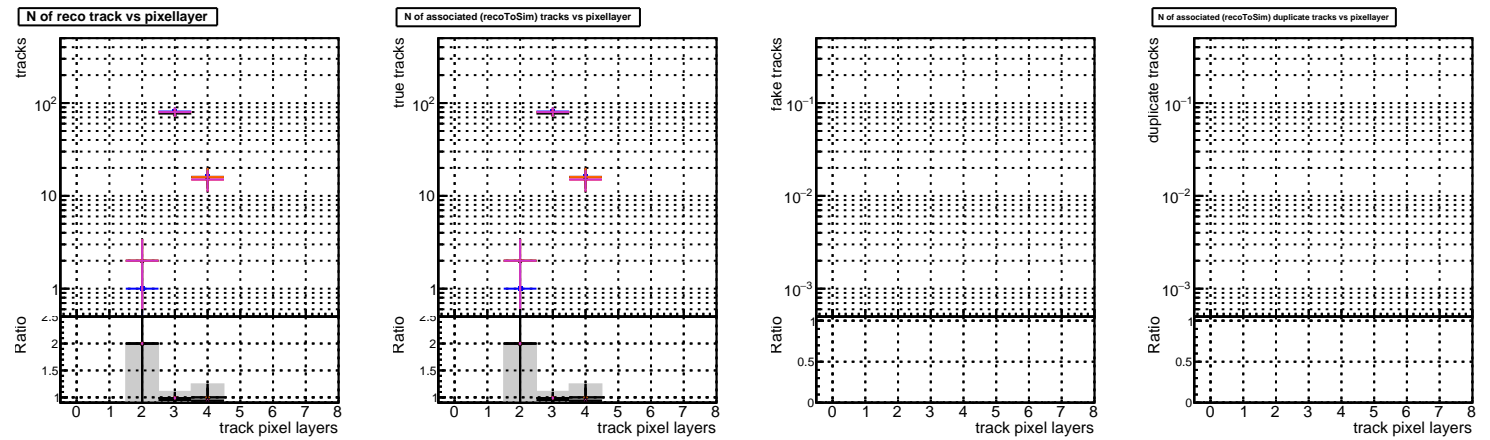 N of reco track vs pixellayer
tracks
10²
10
1
Ratio
2.5
2
1.5
1
0 1 2 3 4 5 6 7 8
track pixel layers
N of associated (recoToSim) tracks vs pixellayer
true tracks
10²
10
1
Ratio
2.5
2
1.5
1
0 1 2 3 4 5 6 7 8
track pixel layers
fake tracks
10⁻¹
10⁻²
10⁻³
Ratio
1
0.5
0
0 1 2 3 4 5 6 7 8
track pixel layers
N of associated (recoToSim) duplicate tracks vs pixellayer
duplicate tracks
10⁻¹
10⁻²
10⁻³
Ratio
1
0.5
0
0 1 2 3 4 5 6 7 8
track pixel layers